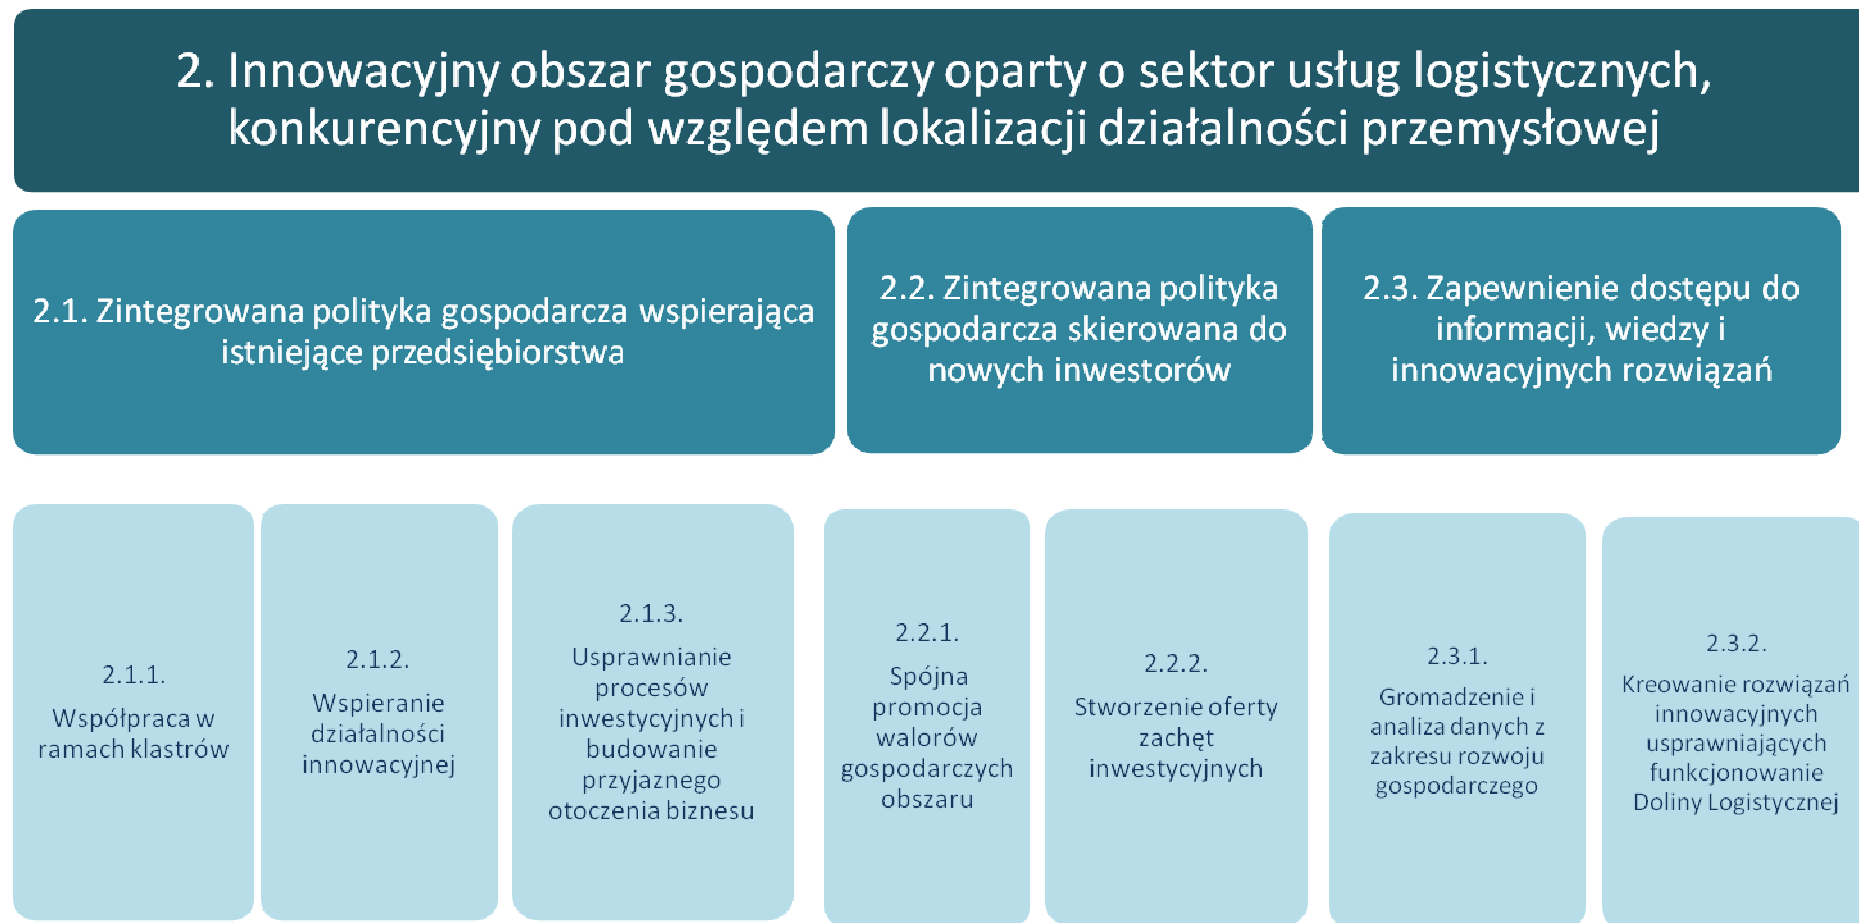 2. Innowacyjny obszar gospodarczy oparty o sektor usług logistycznych,
konkurencyjny pod względem lokalizacji działalności przemysłowej
2.1. Zintegrowana polityka gospodarcza wspierająca
istniejące przedsiębiorstwa
2.2. Zintegrowana polityka
gospodarcza skierowana do
nowych inwestorów
2.3. Zapewnienie dostępu do
informacji, wiedzy i
innowacyjnych rozwiązań
2.1.1.
Współpraca w
ramach klastrów
2.1.2.
Wspieranie
działalności
innowacyjnej
2.1.3.
Usprawnianie
procesów
inwestycyjnych i
budowanie
przyjaznego
otoczenia biznesu
2.2.1.
Spójna
promocja
walorów
gospodarczych
obszaru
2.2.2.
Stworzenie oferty
zachęt
inwestycyjnych
2.3.1.
Gromadzenie i
analiza danych z
zakresu rozwoju
gospodarczego
2.3.2.
Kreowanie rozwiązań
innowacyjnych
usprawniających
funkcjonowanie
Doliny Logistycznej